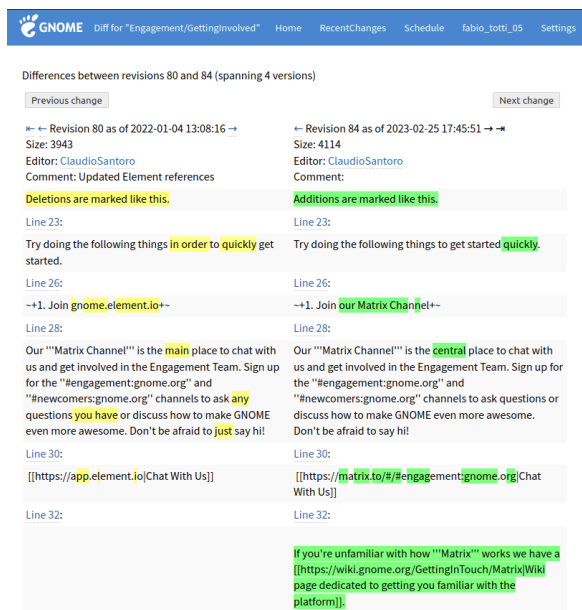 GNOME Diff for "Engagement/GettingInvolved" Home RecentChanges Schedule fabio_totti_05 Settings
Differences between revisions 80 and 84 (spanning 4 versions)
Previous change Next change
⇤ ← Revision 80 as of 2022-01-04 13:08:16 →
Size: 3943
Editor: ClaudioSantoro
Comment: Updated Element references
← Revision 84 as of 2023-02-25 17:45:51 → ⇥
Size: 4114
Editor: ClaudioSantoro
Comment:
Deletions are marked like this.
Additions are marked like this.
Line 23:
Line 23:
Try doing the following things in order to quickly get
started.
Try doing the following things to get started quickly.
Line 26:
Line 26:
~+1. Join gnome.element.io+~
~+1. Join our Matrix Channel+~
Line 28:
Line 28:
Our '''Matrix Channel''' is the main place to chat with
us and get involved in the Engagement Team. Sign up
for the ''#engagement:gnome.org'' and
''#newcomers:gnome.org'' channels to ask any
questions you have or discuss how to make GNOME
even more awesome. Don't be afraid to just say hi!
Our '''Matrix Channel''' is the central place to chat with
us and get involved in the Engagement Team. Sign up
for the ''#engagement:gnome.org'' and
''#newcomers:gnome.org'' channels to ask questions or
discuss how to make GNOME even more awesome.
Don't be afraid to say hi!
Line 30:
Line 30:
[[https://app.element.io|Chat With Us]]
[[https://matrix.to/#/#engagement:gnome.org|Chat
With Us]]
Line 32:
Line 32:
If you're unfamiliar with how '''Matrix''' works we have a
[[https://wiki.gnome.org/GettingInTouch/Matrix|Wiki
page dedicated to getting you familiar with the
platform]].